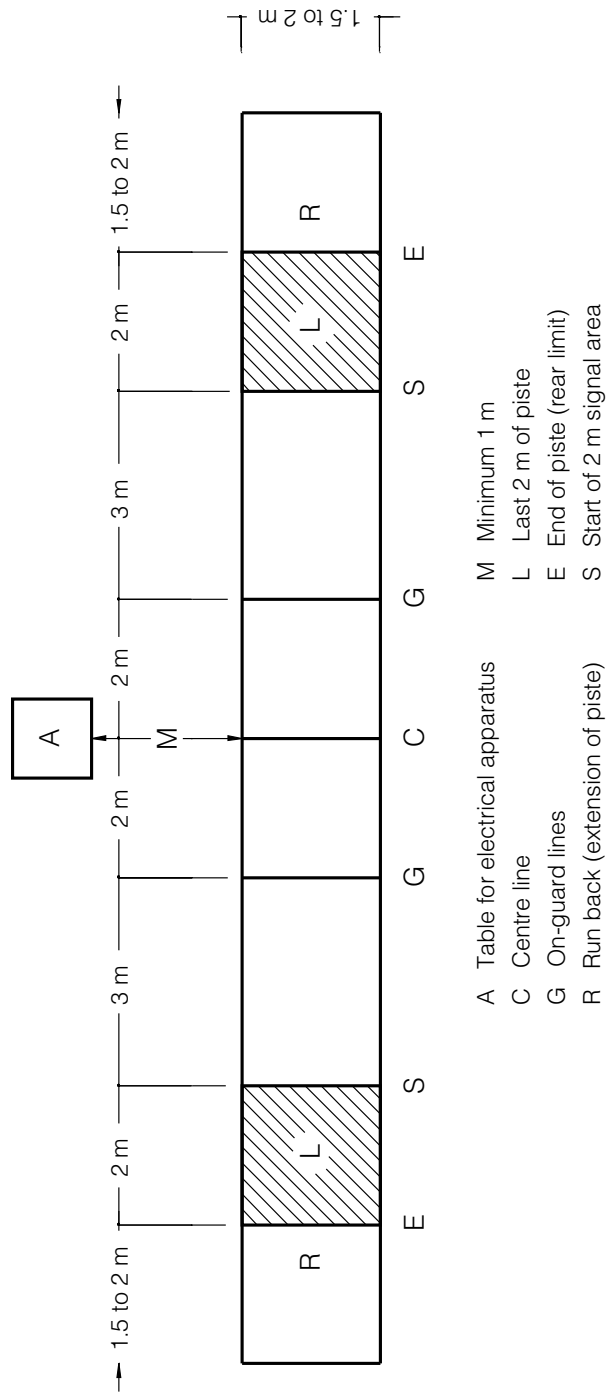 A
1.5 to 2 m 2 m 3 m 2 m 2 m 3 m 2 m 1.5 to 2 m
M
R L L R
1.5 to 2 m
E S G C G S E
A Table for electrical apparatus
C Centre line
G On-guard lines
R Run back (extension of piste)
M Minimum 1 m
L Last 2 m of piste
E End of piste (rear limit)
S Start of 2 m signal area